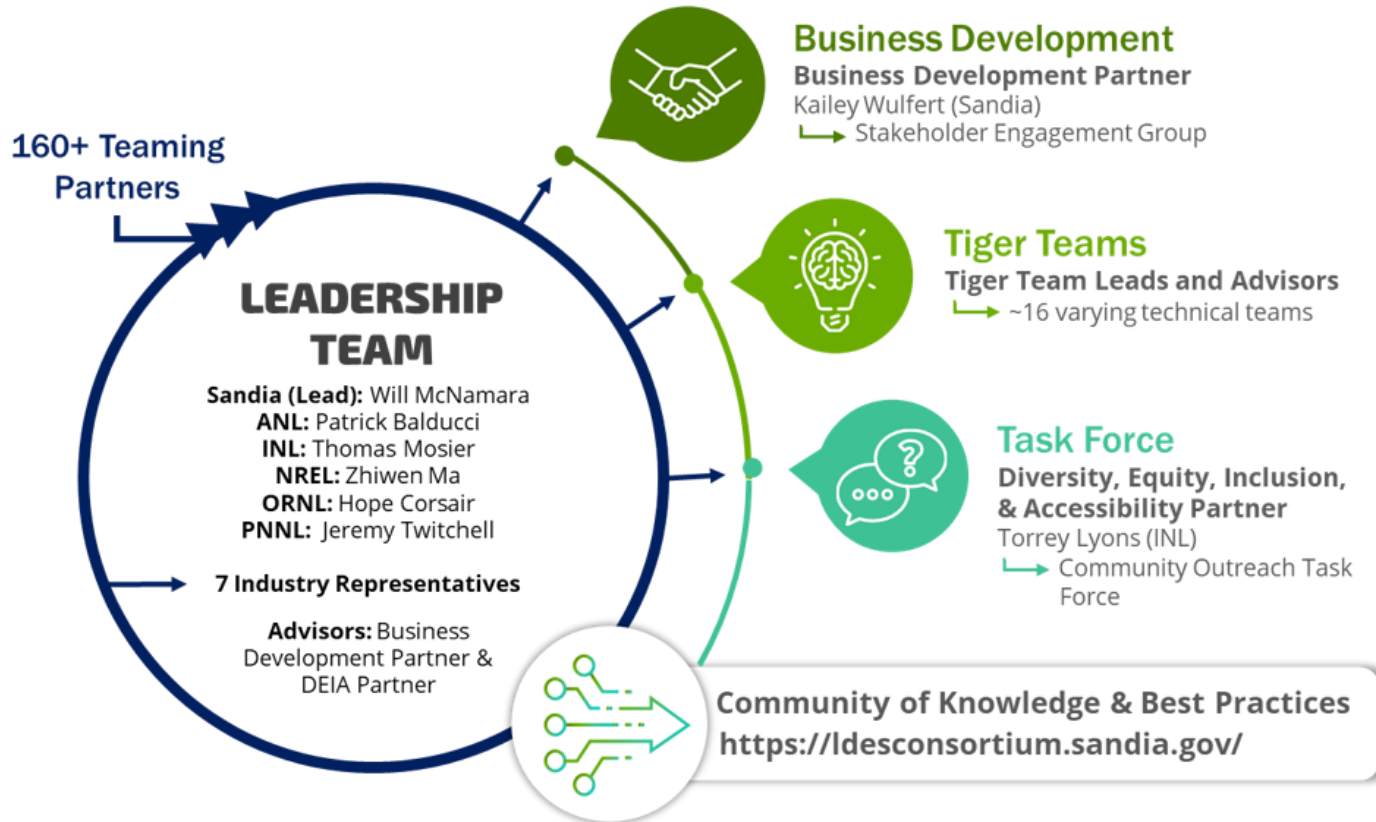 160+ Teaming
Partners
LEADERSHIP
TEAM
Sandia (Lead): Will McNamara
ANL: Patrick Balducci
INL: Thomas Mosier
NREL: Zhiwen Ma
ORNL: Hope Corsair
PNNL: Jeremy Twitchell
7 Industry Representatives
Advisors: Business
Development Partner &
DEIA Partner
Business Development
Business Development Partner
Kailey Wulfert (Sandia)
Stakeholder Engagement Group
Tiger Teams
Tiger Team Leads and Advisors
~16 varying technical teams
?
Task Force
Diversity, Equity, Inclusion,
& Accessibility Partner
Torrey Lyons (INL)
Community Outreach Task
Force
Community of Knowledge & Best Practices
https://ldesconsortium.sandia.gov/